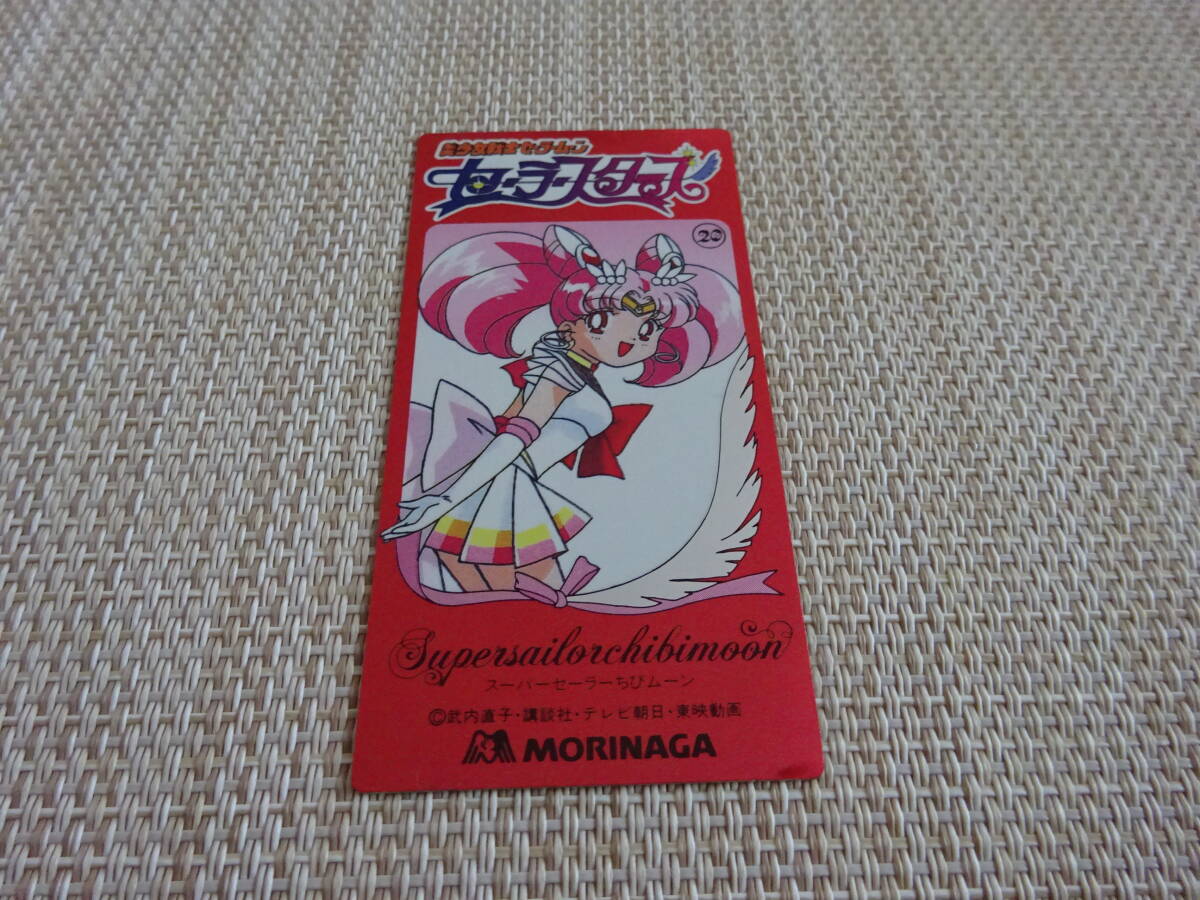 美少女戦士セーラームーン
セーラースターズ
20
Supersailorchibimoon
スーパーセーラーちびムーン
©武内直子・講談社・テレビ朝日・東映動画
MORINAGA